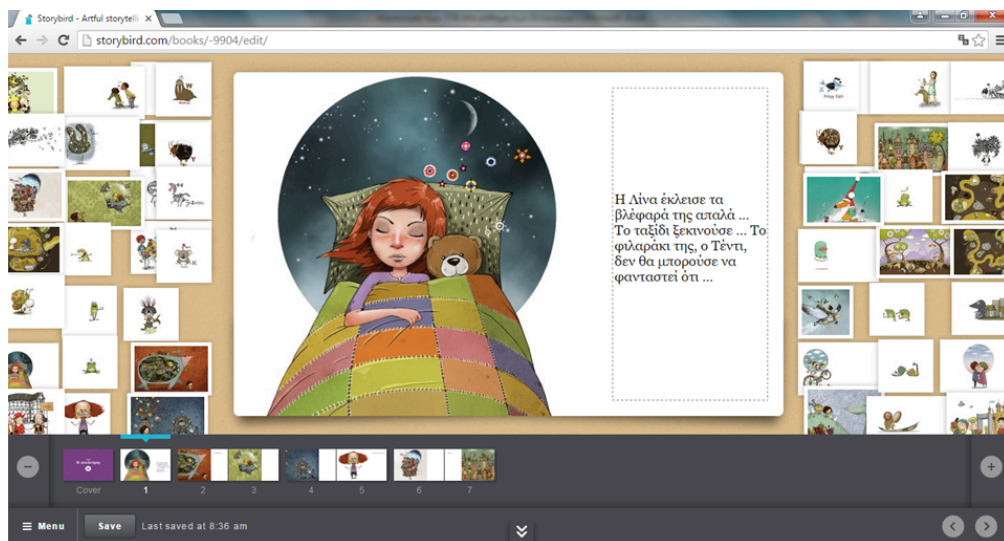 Storybird - Artful storytelli
storybird.com/books/-9904/edit/
Η Λίνα έκλεισε τα
βλέφαρά της απαλά ...
Το ταξίδι ξεκινούσε ... Το
φιλαράκι της, ο Τέντι,
δεν θα μπορούσε να
φανταστεί ότι ...
Cover
1
2
3
4
5
6
7
Menu
Save
Last saved at 8:36 am